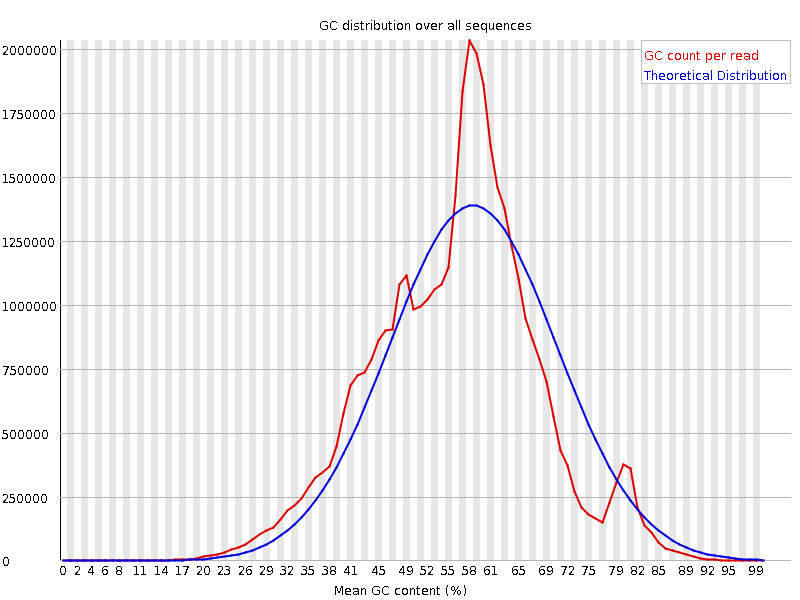 GC distribution over all sequences
GC count per read
Theoretical Distribution
2000000
1750000
1500000
1250000
1000000
750000
500000
250000
0
0 2 4 6 8 11 14 17 20 23 26 29 32 35 38 41 45 49 52 55 58 61 65 69 72 75 79 82 85 89 92 95 99
Mean GC content (%)